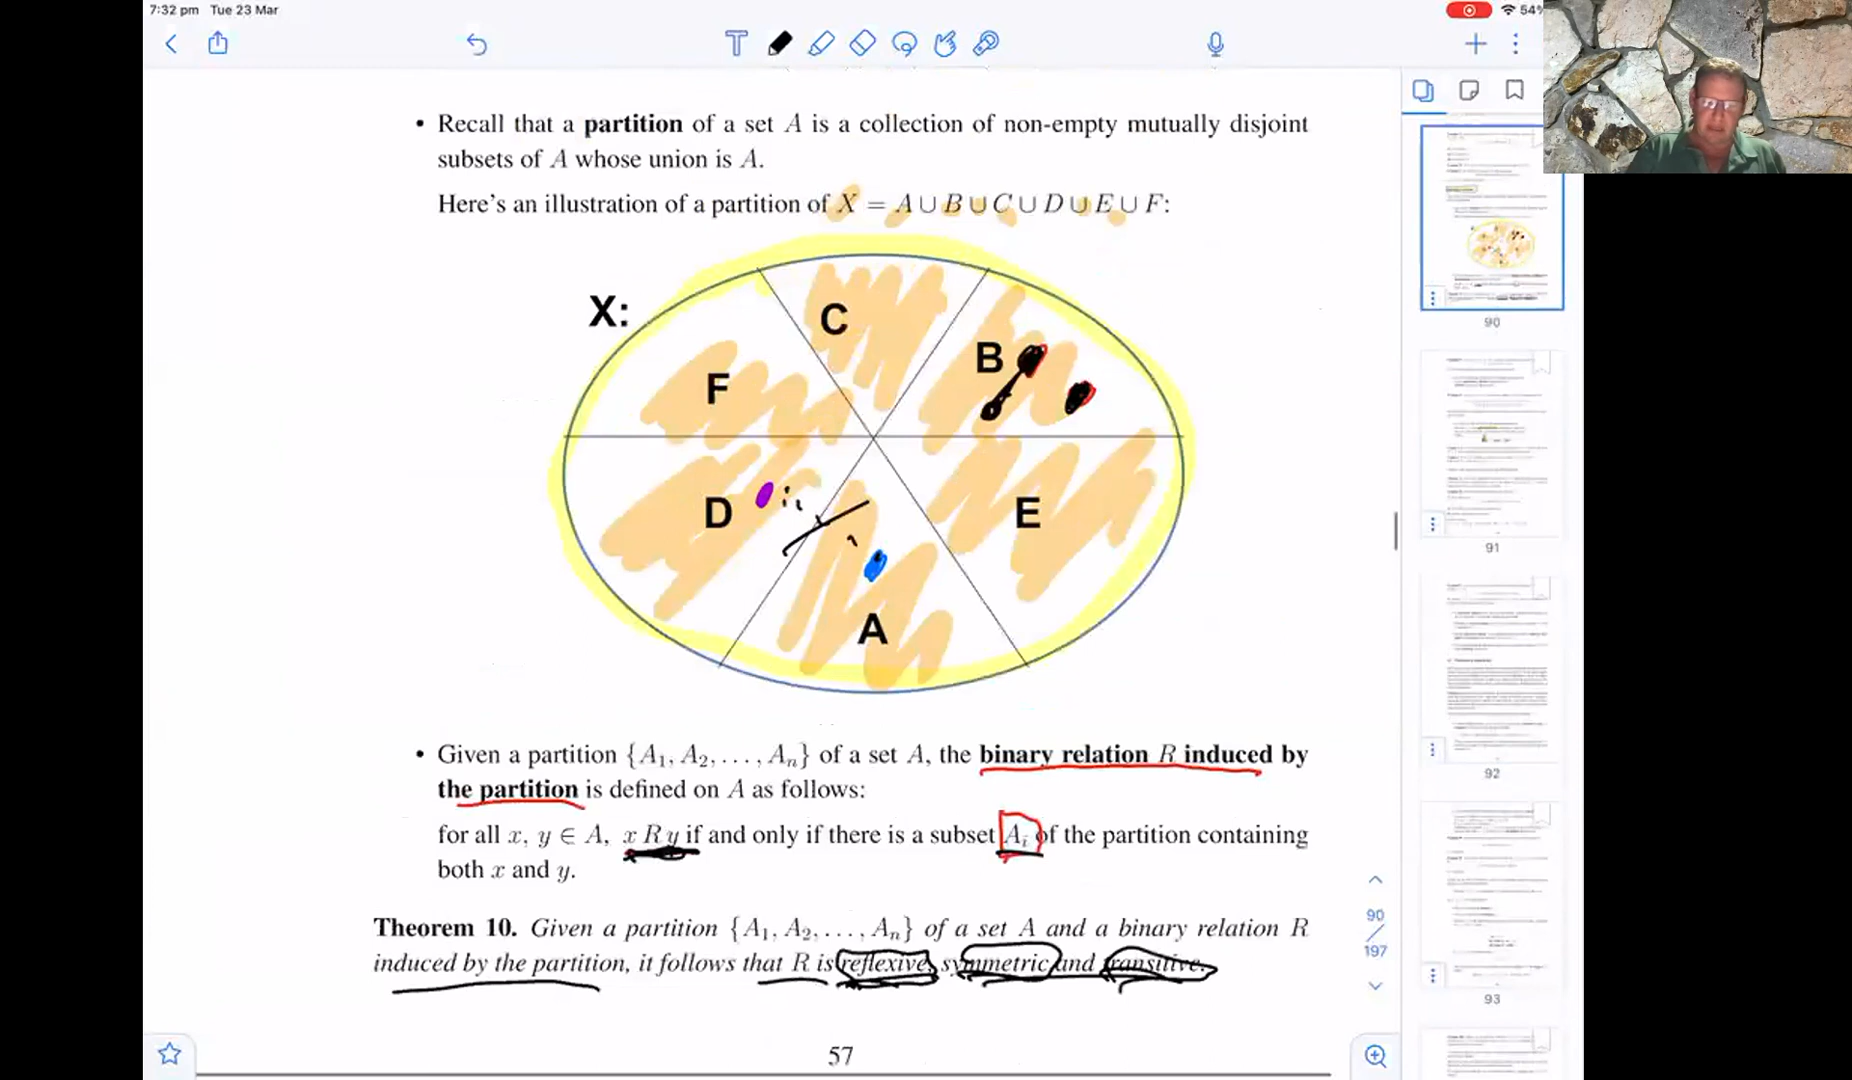 7:32 pm Tue 23 Mar
54%
• Recall that a partition of a set A is a collection of non-empty mutually disjoint
subsets of A whose union is A.
Here's an illustration of a partition of X = A ∪ B ∪ C ∪ D ∪ E ∪ F:
X:
C
B
F
D
E
A
• Given a partition {A₁, A₂, . . . , Aₙ} of a set A, the binary relation R induced by
the partition is defined on A as follows:
for all x, y ∈ A, x R y if and only if there is a subset Aᵢ of the partition containing
both x and y.
Theorem 10. Given a partition {A₁, A₂, . . . , Aₙ} of a set A and a binary relation R
induced by the partition, it follows that R is reflexive, symmetric and transitive.
57
90
91
92
93
90
197